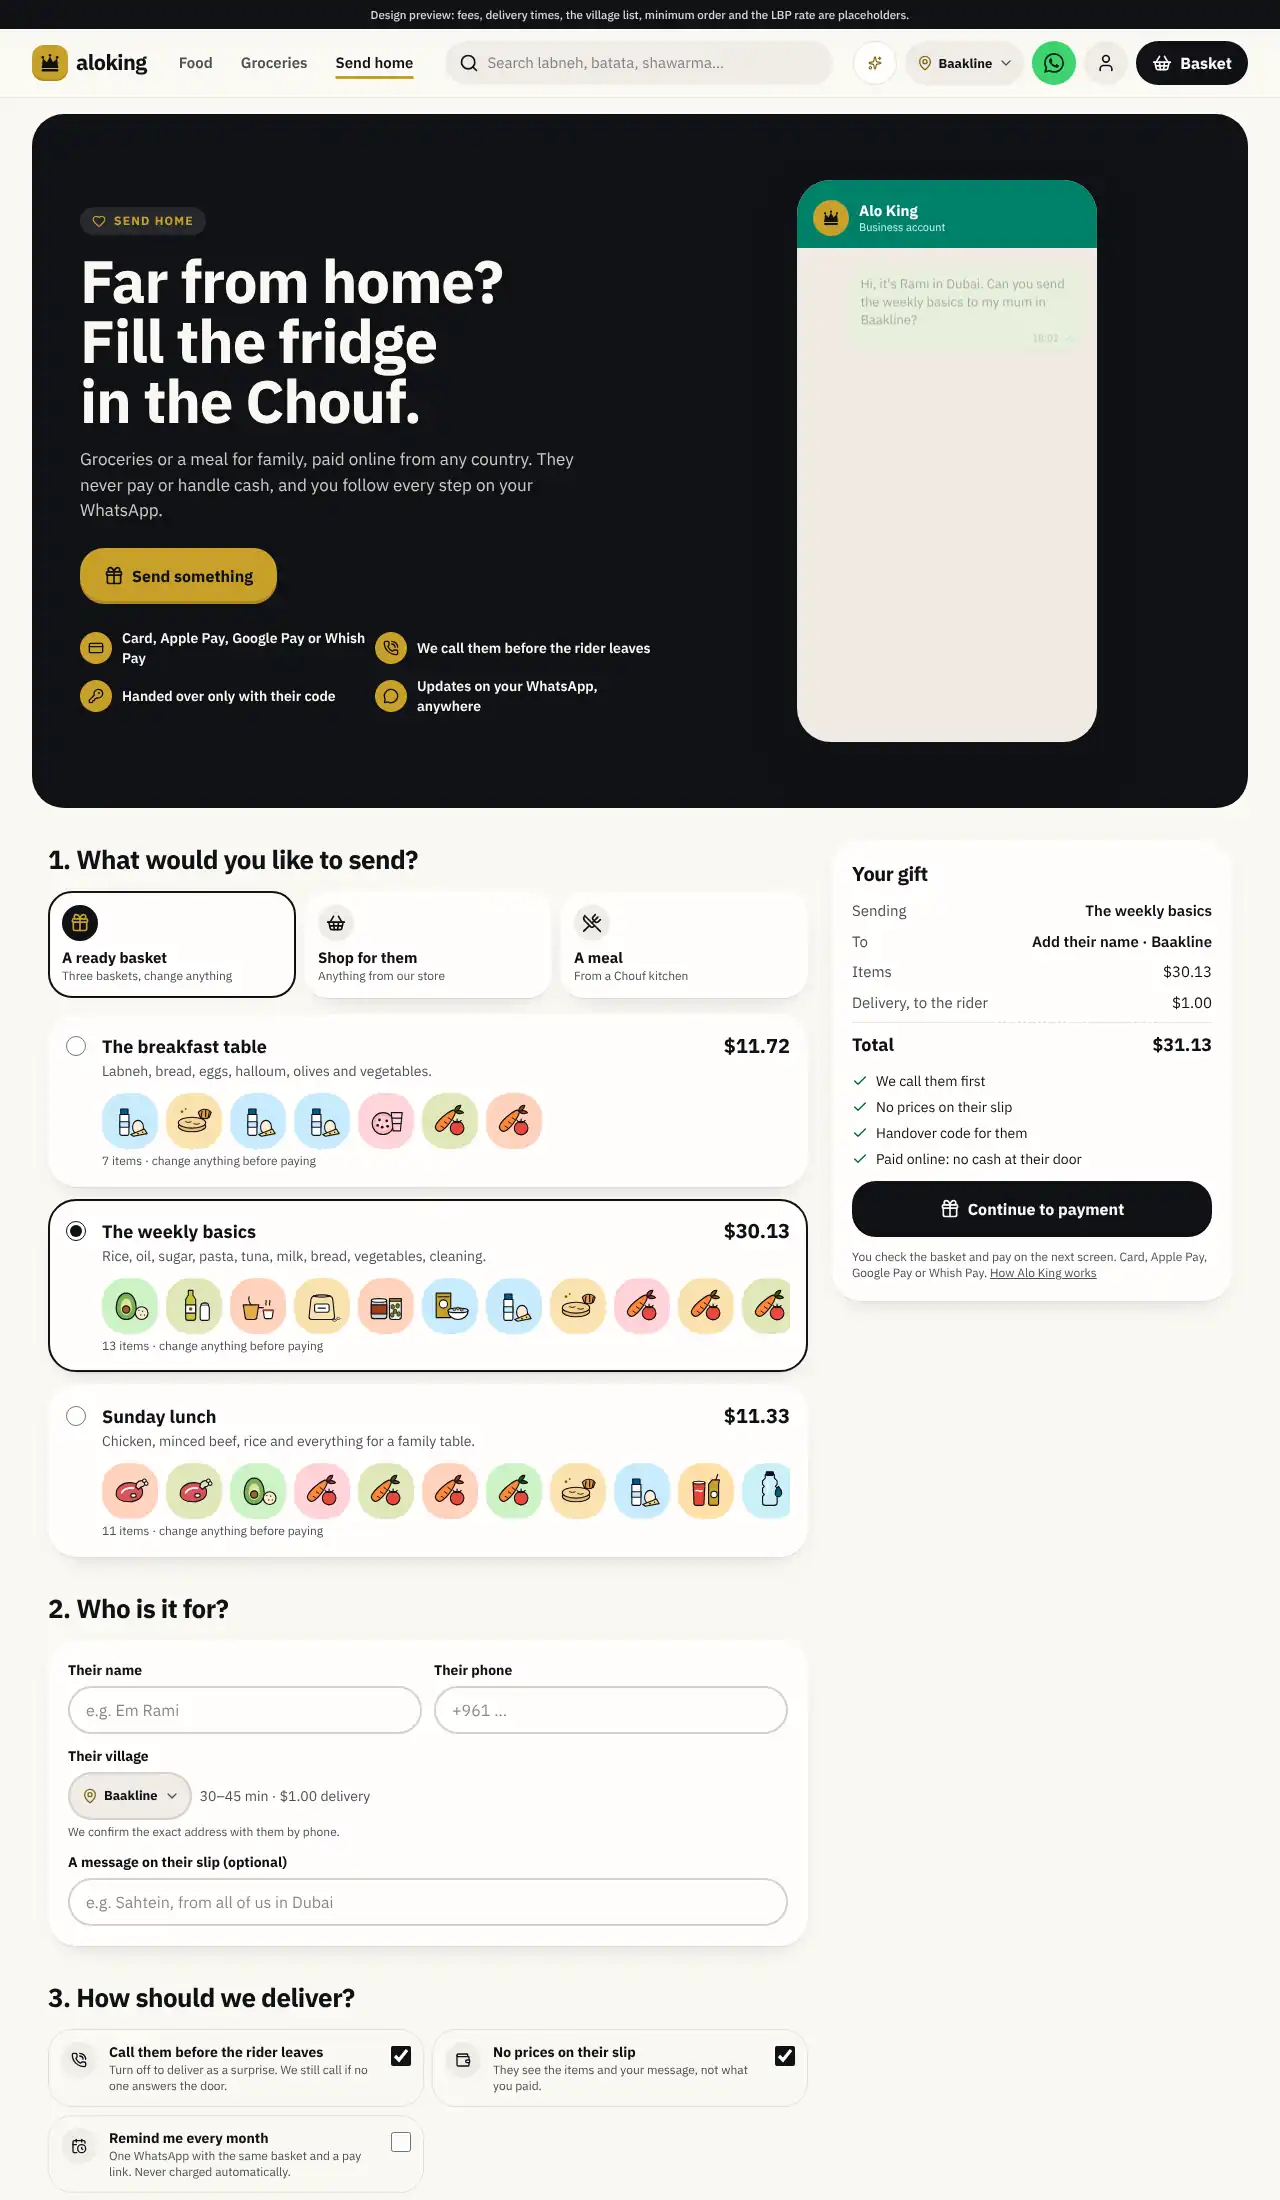 Design preview: fees, delivery times, the village list, minimum order and the LBP rate are placeholders.
aloking
Food
Groceries
Send home
Search labneh, batata, shawarma...
Baakline
Basket
SEND HOME
Far from home?
Fill the fridge
in the Chouf.
Groceries or a meal for family, paid online from any country. They
never pay or handle cash, and you follow every step on your
WhatsApp.
Send something
Card, Apple Pay, Google Pay or Whish
Pay
We call them before the rider leaves
Handed over only with their code
Updates on your WhatsApp,
anywhere
Alo King
Business account
Hi, it's Rami in Dubai. Can you send
the weekly basics to my mum in
Baakline?
18:02
1. What would you like to send?
A ready basket
Three baskets, change anything
Shop for them
Anything from our store
A meal
From a Chouf kitchen
The breakfast table
$11.72
Labneh, bread, eggs, halloum, olives and vegetables.
7 items · change anything before paying
The weekly basics
$30.13
Rice, oil, sugar, pasta, tuna, milk, bread, vegetables, cleaning.
13 items · change anything before paying
Sunday lunch
$11.33
Chicken, minced beef, rice and everything for a family table.
11 items · change anything before paying
Your gift
Sending
The weekly basics
To
Add their name · Baakline
Items
$30.13
Delivery, to the rider
$1.00
Total
$31.13
We call them first
No prices on their slip
Handover code for them
Paid online: no cash at their door
Continue to payment
You check the basket and pay on the next screen. Card, Apple Pay,
Google Pay or Whish Pay. How Alo King works
2. Who is it for?
Their name
Their phone
e.g. Em Rami
+961 ...
Their village
Baakline
30–45 min · $1.00 delivery
We confirm the exact address with them by phone.
A message on their slip (optional)
e.g. Sahtein, from all of us in Dubai
3. How should we deliver?
Call them before the rider leaves
Turn off to deliver as a surprise. We still call if no
one answers the door.
No prices on their slip
They see the items and your message, not what
you paid.
Remind me every month
One WhatsApp with the same basket and a pay
link. Never charged automatically.